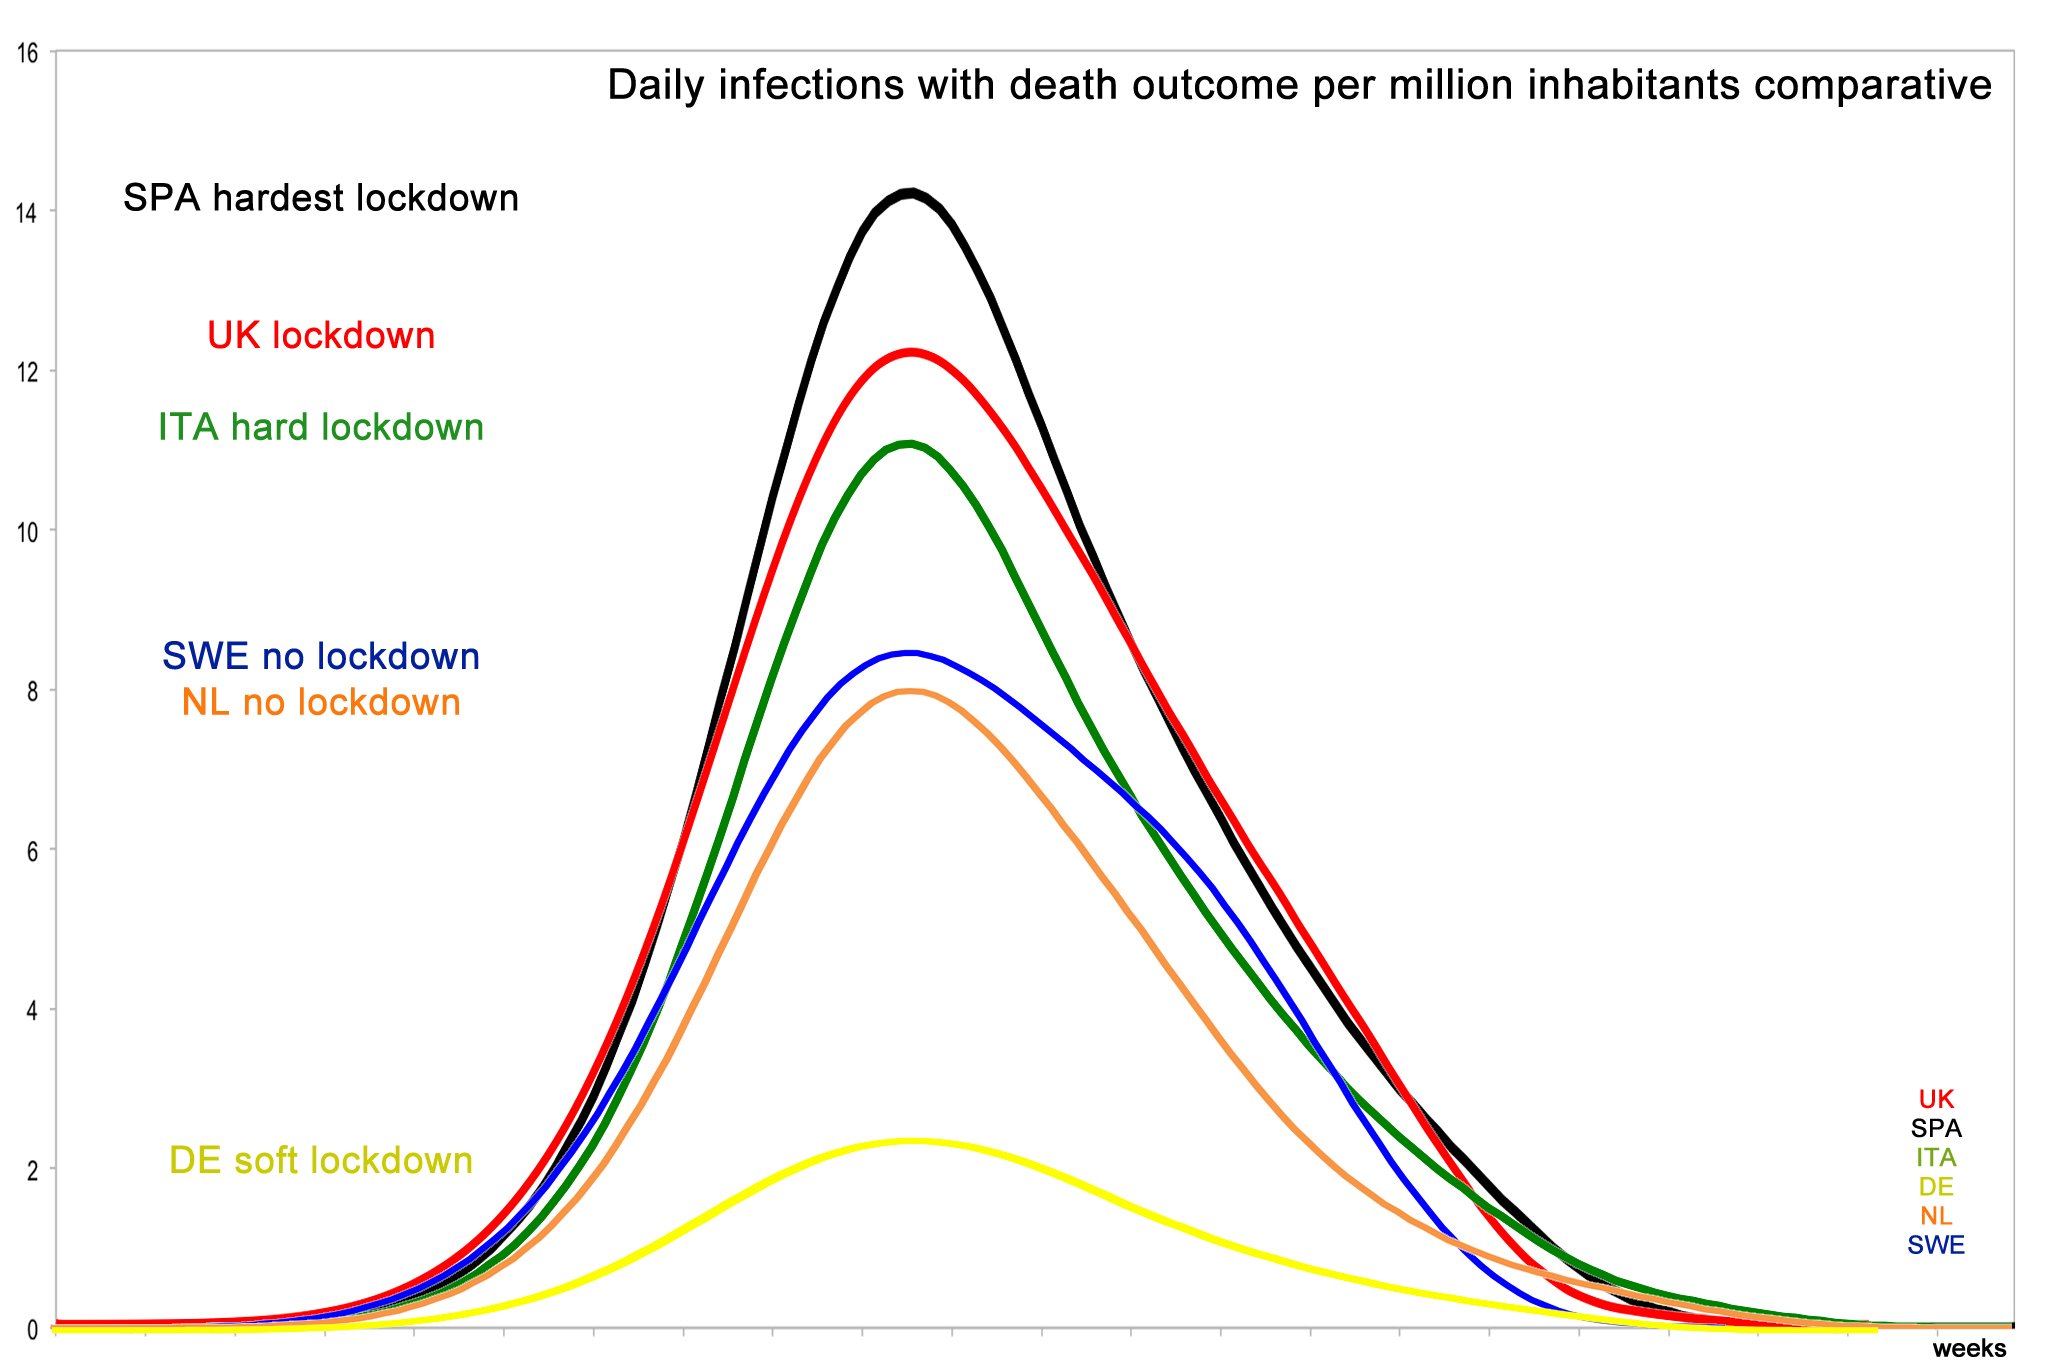 Daily infections with death outcome per million inhabitants comparative
16
14
12
10
8
6
4
2
0
SPA hardest lockdown
UK lockdown
ITA hard lockdown
SWE no lockdown
NL no lockdown
DE soft lockdown
UK
SPA
ITA
DE
NL
SWE
weeks